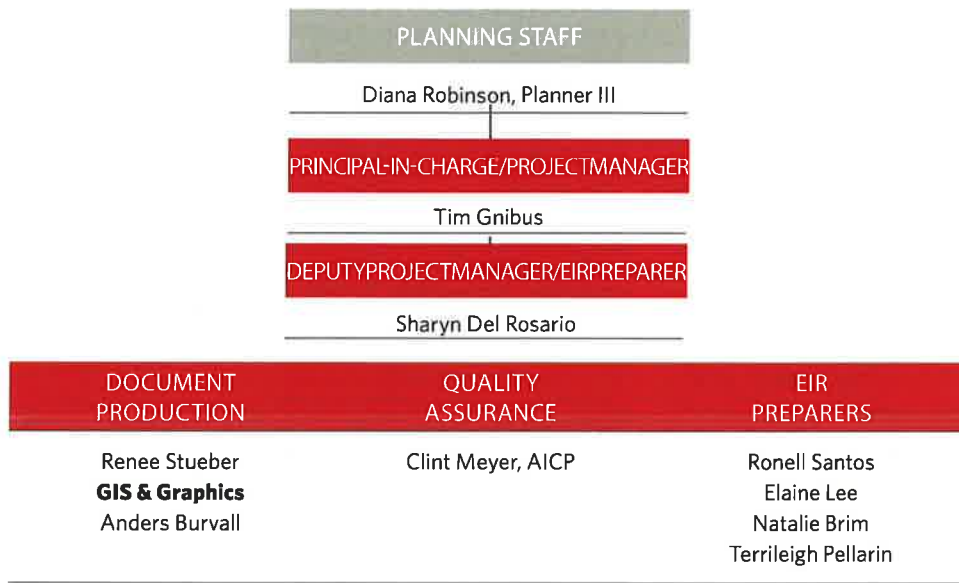 PLANNING STAFF
Diana Robinson, Planner III
PRINCIPAL-IN-CHARGE/PROJECTMANAGER
Tim Gnibus
DEPUTYPROJECTMANAGER/EIRPREPARER
Sharyn Del Rosario
DOCUMENT
PRODUCTION
Renee Stueber
GIS & Graphics
Anders Burvall
QUALITY
ASSURANCE
Clint Meyer, AICP
EIR
PREPARERS
Ronell Santos
Elaine Lee
Natalie Brim
Terrileigh Pellarin